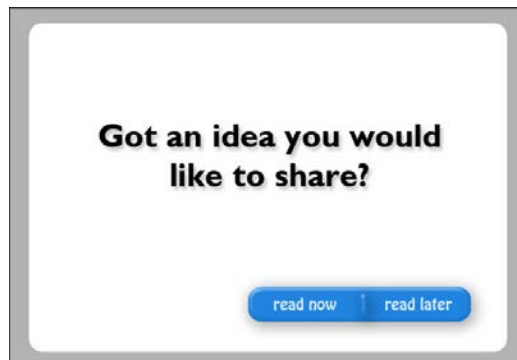 Got an idea you would
like to share?
read now
read later